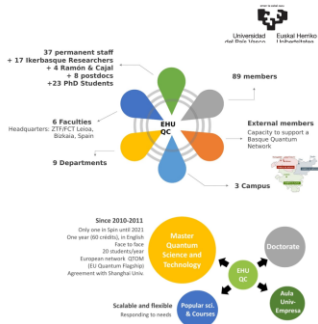 Universidad
del País Vasco
Euskal Herriko
Unibertsitatea
37 permanent staff
+ 17 Ikerbasque Researchers
+ 4 Ramón & Cajal
+ 8 postdocs
+23 PhD Students
89 members
6 Faculties
Headquarters: ZTF/FCT Leioa,
Bizkaia, Spain
EHU
QC
External members
Capacity to support a
Basque Quantum
Network
9 Departments
3 Campus
Since 2010-2011
Only one in Spin until 2021
One year (60 credits), in English
Face to face
20 students/year
European network QTOM
(EU Quantum Flagship)
Agreement with Shanghai Univ.
Master
Quantum
Science and
Technology
Doctorate
EHU
QC
Scalable and flexible
Responding to needs
Popular sci.
& Courses
Aula
Univ-
Empresa